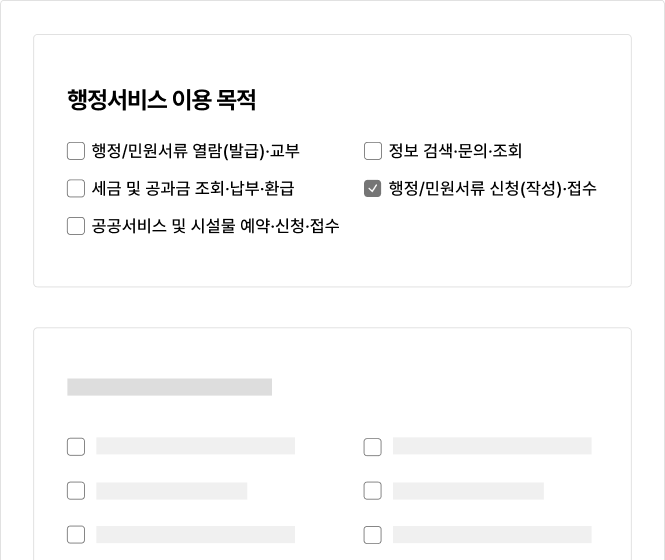 행정서비스 이용 목적
행정/민원서류 열람(발급)·교부
정보 검색·문의·조회
세금 및 공과금 조회·납부·환급
행정/민원서류 신청(작성)·접수
공공서비스 및 시설물 예약·신청·접수